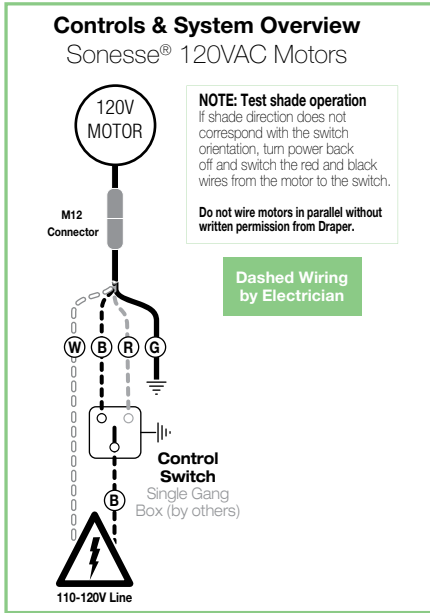 Controls & System Overview
Sonesse® 120VAC Motors
120V
MOTOR
NOTE: Test shade operation
If shade direction does not
correspond with the switch
orientation, turn power back
off and switch the red and black
wires from the motor to the switch.
Do not wire motors in parallel without
written permission from Draper.
M12
Connector
Dashed Wiring
by Electrician
W B R G
Control
Switch
Single Gang
Box (by others)
B
110-120V Line